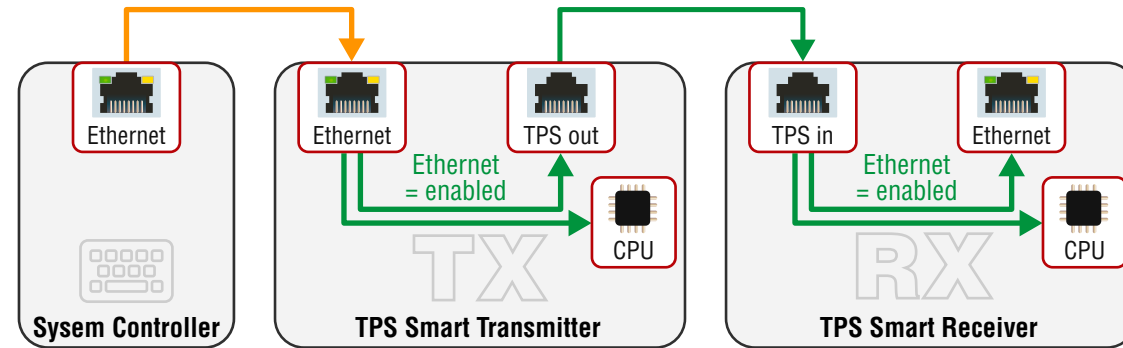 Ethernet
Ethernet
TPS out
TPS in
Ethernet
Ethernet
= enabled
Ethernet
= enabled
CPU
CPU
TX
RX
Sysem Controller
TPS Smart Transmitter
TPS Smart Receiver